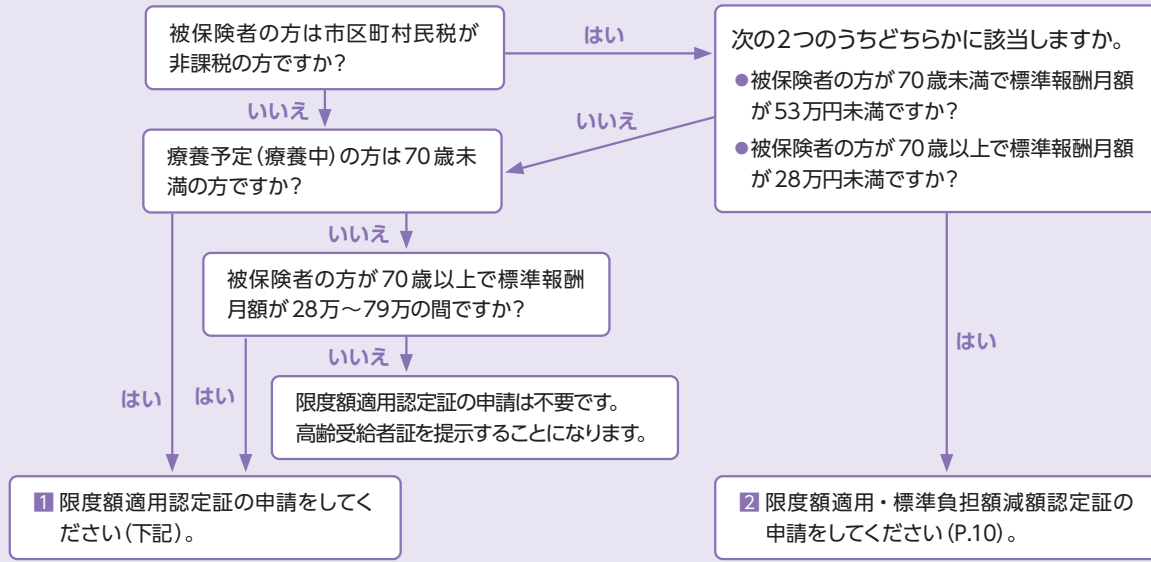 被保険者の方は市区町村民税が
非課税の方ですか?
はい
次の2つのうちどちらかに該当しますか。
●被保険者の方が70歳未満で標準報酬月額
が53万円未満ですか?
●被保険者の方が70歳以上で標準報酬月額
が28万円未満ですか?
いいえ
いいえ
療養予定(療養中)の方は70歳未
満の方ですか?
いいえ
被保険者の方が70歳以上で標準報酬
月額が28万～79万の間ですか?
いいえ
はい
はい
はい
限度額適用認定証の申請は不要です。
高齢受給者証を提示することになります。
1 限度額適用認定証の申請をしてく
ださい(下記)。
2 限度額適用・標準負担額減額認定証の
申請をしてください(P.10)。